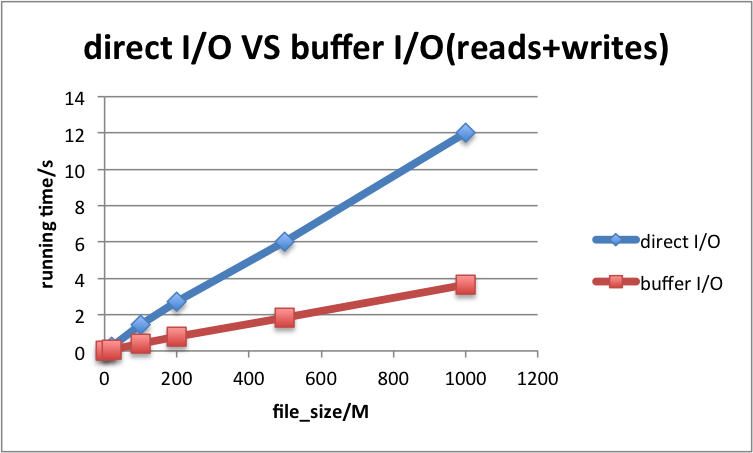 direct I/O VS buffer I/O(reads+writes)
14
12
10
8
6
4
2
0
running time/s
0 200 400 600 800 1000 1200
file_size/M
direct I/O
buffer I/O